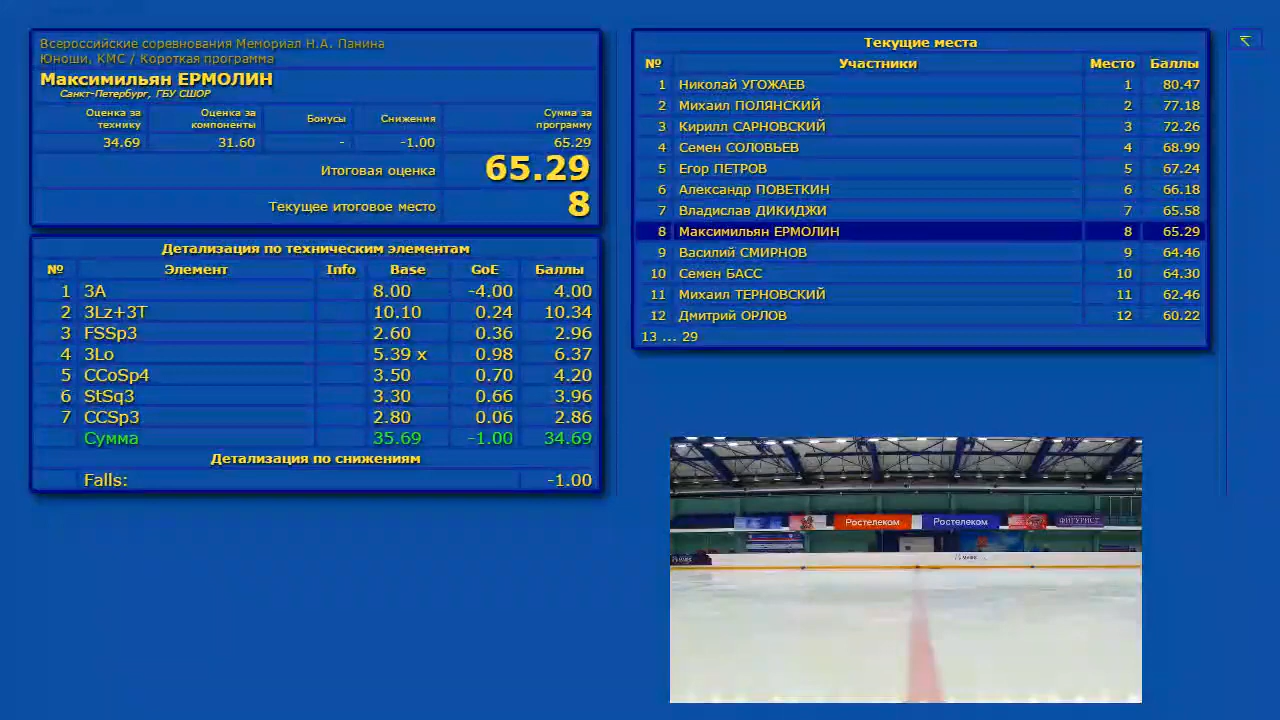 Всероссийские соревнования Мемориал Н.А. Панина
Юноши, КМС / Короткая программа
Максимильян ЕРМОЛИН
Санкт-Петербург, ГБУ СШОР
Оценка за технику Оценка за компоненты Бонусы Снижения Сумма за программу
34.69 31.60 - -1.00 65.29
Итоговая оценка 65.29
Текущее итоговое место 8
Детализация по техническим элементам
№ Элемент Info Base GoE Баллы
1 3A 8.00 -4.00 4.00
2 3Lz+3T 10.10 0.24 10.34
3 FSSp3 2.60 0.36 2.96
4 3Lo 5.39 x 0.98 6.37
5 CCoSp4 3.50 0.70 4.20
6 StSq3 3.30 0.66 3.96
7 CCSp3 2.80 0.06 2.86
Сумма 35.69 -1.00 34.69
Детализация по снижениям
Falls: -1.00
Текущие места
№ Участники Место Баллы
1 Николай УГОЖАЕВ 1 80.47
2 Михаил ПОЛЯНСКИЙ 2 77.18
3 Кирилл САРНОВСКИЙ 3 72.26
4 Семен СОЛОВЬЕВ 4 68.99
5 Егор ПЕТРОВ 5 67.24
6 Александр ПОВЕТКИН 6 66.18
7 Владислав ДИКИДЖИ 7 65.58
8 Максимильян ЕРМОЛИН 8 65.29
9 Василий СМИРНОВ 9 64.46
10 Семен БАСС 10 64.30
11 Михаил ТЕРНОВСКИЙ 11 62.46
12 Дмитрий ОРЛОВ 12 60.22
13 ... 29
Ростелеком Ростелеком ФИГУРИСТ